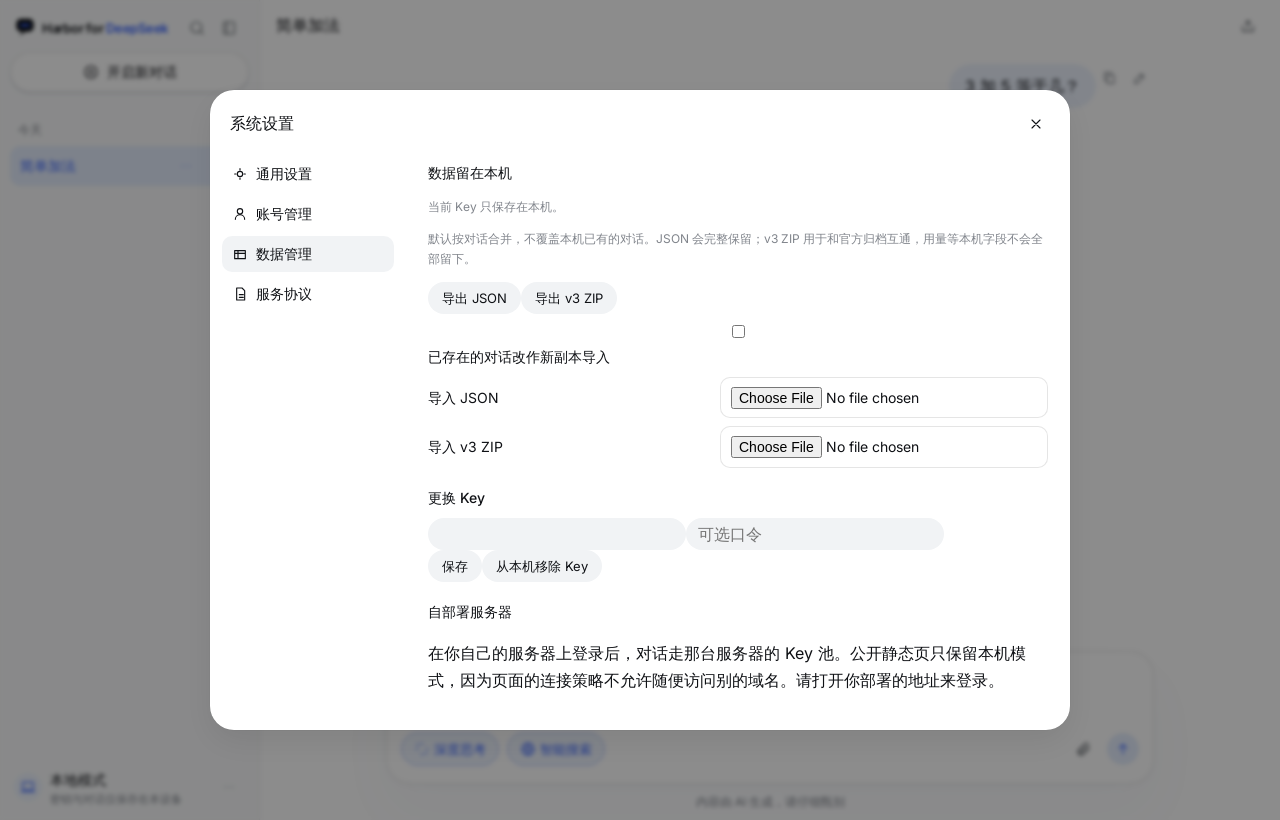 Harbor for DeepSeek
简单加法
开启新对话
3 加 5 等于几？
今天
简单加法
系统设置
通用设置
账号管理
数据管理
服务协议
数据留在本机
当前 Key 只保存在本机。
默认按对话合并，不覆盖本机已有的对话。JSON 会完整保留；v3 ZIP 用于和官方归档互通，用量等本机字段不会全
部留下。
导出 JSON
导出 v3 ZIP
已存在的对话改作新副本导入
导入 JSON
Choose File No file chosen
导入 v3 ZIP
Choose File No file chosen
更换 Key
可选口令
保存
从本机移除 Key
自部署服务器
在你自己的服务器上登录后，对话走那台服务器的 Key 池。公开静态页只保留本机模
式，因为页面的连接策略不允许随便访问别的域名。请打开你部署的地址来登录。
深度思考
智能搜索
本地模式
内容由 AI 生成，请仔细甄别